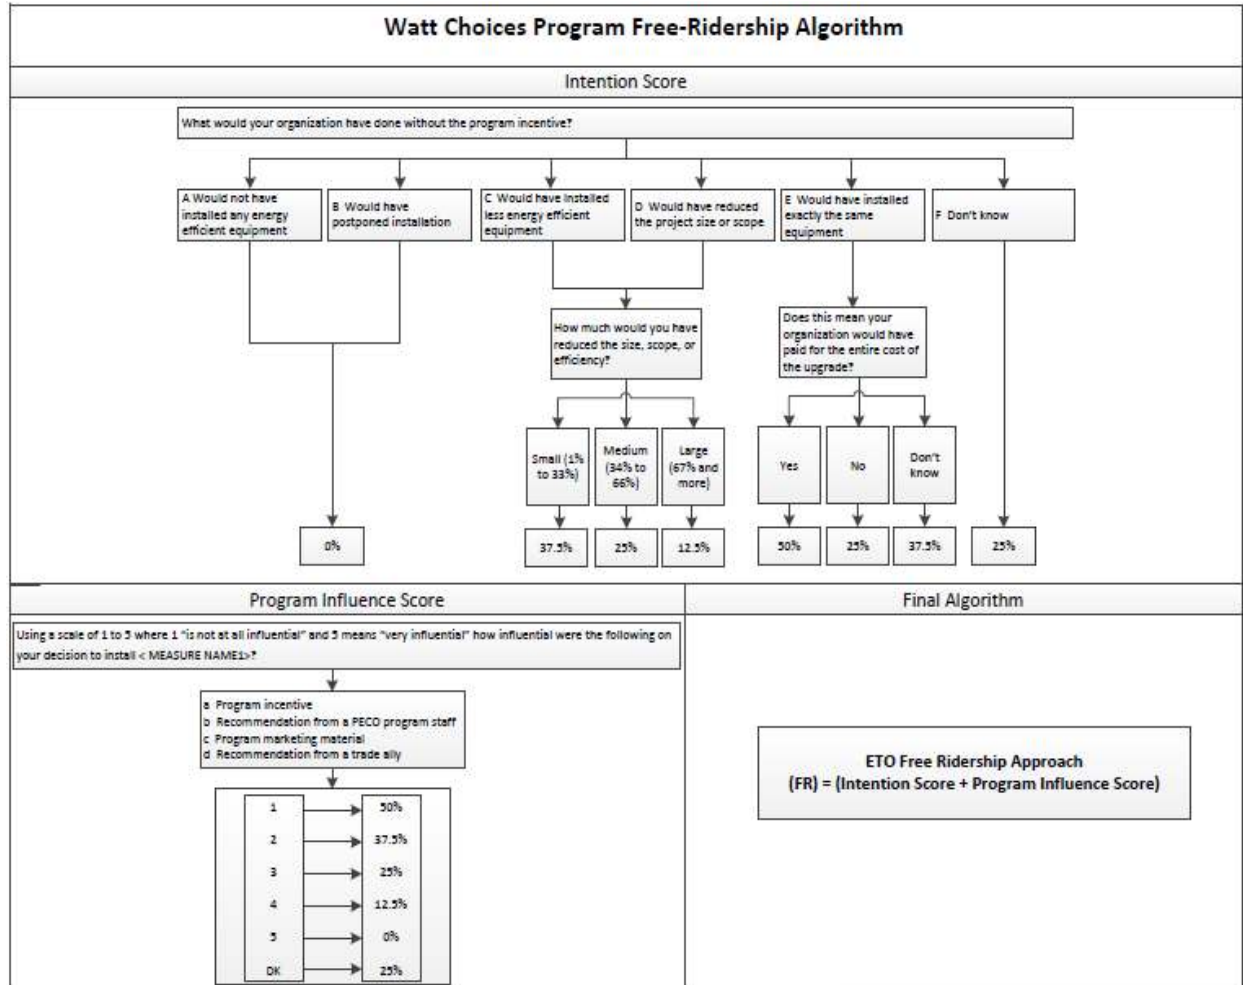 Watt Choices Program Free-Ridership Algorithm
Intention Score
What would your organization have done without the program incentive?
A Would not have
installed any energy
efficient equipment
B Would have
postponed installation
C Would have installed
less energy efficient
equipment
D Would have reduced
the project size or scope
E Would have installed
exactly the same
equipment
F Don't know
How much would you have
reduced the size, scope, or
efficiency?
Does this mean your
organization would have
paid for the entire cost of
the upgrade?
Small (1%
to 33%)
Medium
(34% to
66%)
Large
(67% and
more)
Yes
No
Don't
know
0%
37.5%
25%
12.5%
50%
25%
37.5%
25%
Program Influence Score
Using a scale of 1 to 5 where 1 "is not at all influential" and 5 means "very influential" how influential were the following on
your decision to install < MEASURE NAME1>?
a Program incentive
b Recommendation from a PECO program staff
c Program marketing material
d Recommendation from a trade ally
1 50%
2 37.5%
3 25%
4 12.5%
5 0%
DK 25%
Final Algorithm
ETO Free Ridership Approach
(FR) = (Intention Score + Program Influence Score)